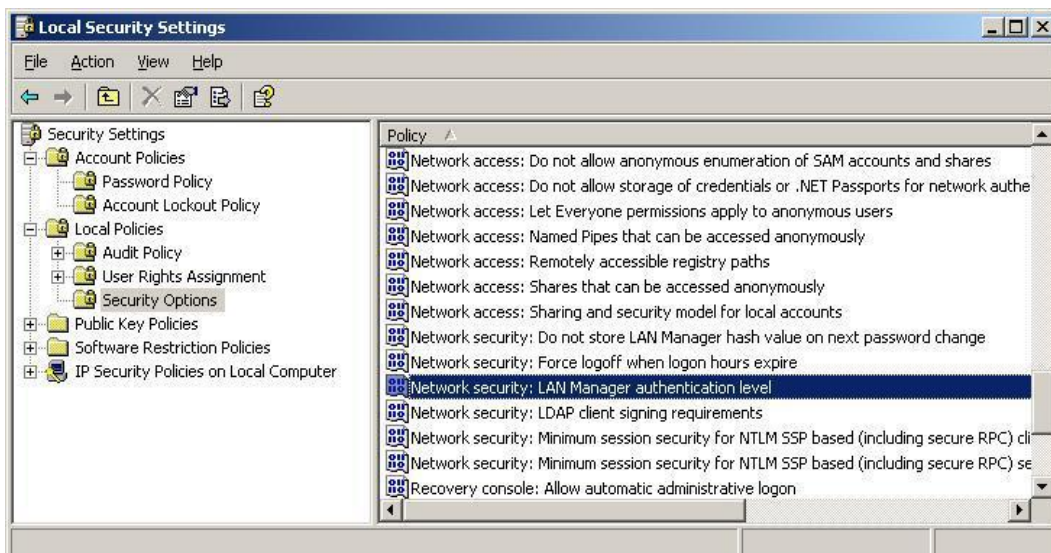 Local Security Settings
File Action View Help
Security Settings
Account Policies
Password Policy
Account Lockout Policy
Local Policies
Audit Policy
User Rights Assignment
Security Options
Public Key Policies
Software Restriction Policies
IP Security Policies on Local Computer
Policy
Network access: Do not allow anonymous enumeration of SAM accounts and shares
Network access: Do not allow storage of credentials or .NET Passports for network authe
Network access: Let Everyone permissions apply to anonymous users
Network access: Named Pipes that can be accessed anonymously
Network access: Remotely accessible registry paths
Network access: Shares that can be accessed anonymously
Network access: Sharing and security model for local accounts
Network security: Do not store LAN Manager hash value on next password change
Network security: Force logoff when logon hours expire
Network security: LAN Manager authentication level
Network security: LDAP client signing requirements
Network security: Minimum session security for NTLM SSP based (including secure RPC) cli
Network security: Minimum session security for NTLM SSP based (including secure RPC) se
Recovery console: Allow automatic administrative logon